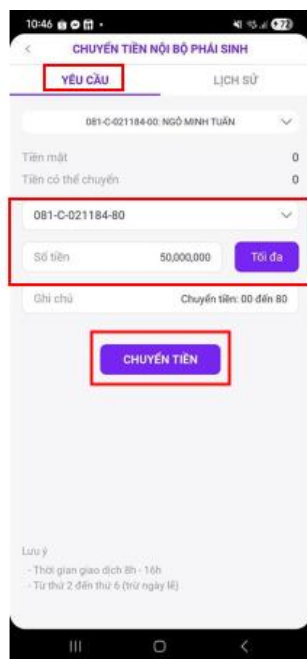 10:46
72
CHUYỂN TIỀN NỘI BỘ PHÁI SINH
YÊU CẦU
LỊCH SỬ
081-C-021184-00: NGÔ MINH TUẤN
Tiền mặt 0
Tiền có thể chuyển 0
081-C-021184-80
Số tiền 50,000,000 Tối đa
Ghi chú Chuyển tiền: 00 đến 80
CHUYỂN TIỀN
Lưu ý
- Thời gian giao dịch 8h - 16h
- Từ thứ 2 đến thứ 6 (trừ ngày lễ)